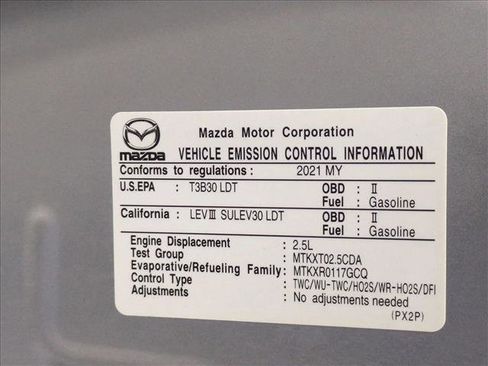 mazda
Mazda Motor Corporation
VEHICLE EMISSION CONTROL INFORMATION
Conforms to regulations : 2021 MY
U.S.EPA : T3B30 LDT OBD : II
Fuel : Gasoline
California : LEVⅢ SULEV30 LDT OBD : II
Fuel : Gasoline
Engine Displacement : 2.5L
Test Group : MTKXT02.5CDA
Evaporative/Refueling Family: MTKXR0117GCQ
Control Type : TWC/WU-TWC/HO2S/WR-HO2S/DFI
Adjustments : No adjustments needed
(PX2P)